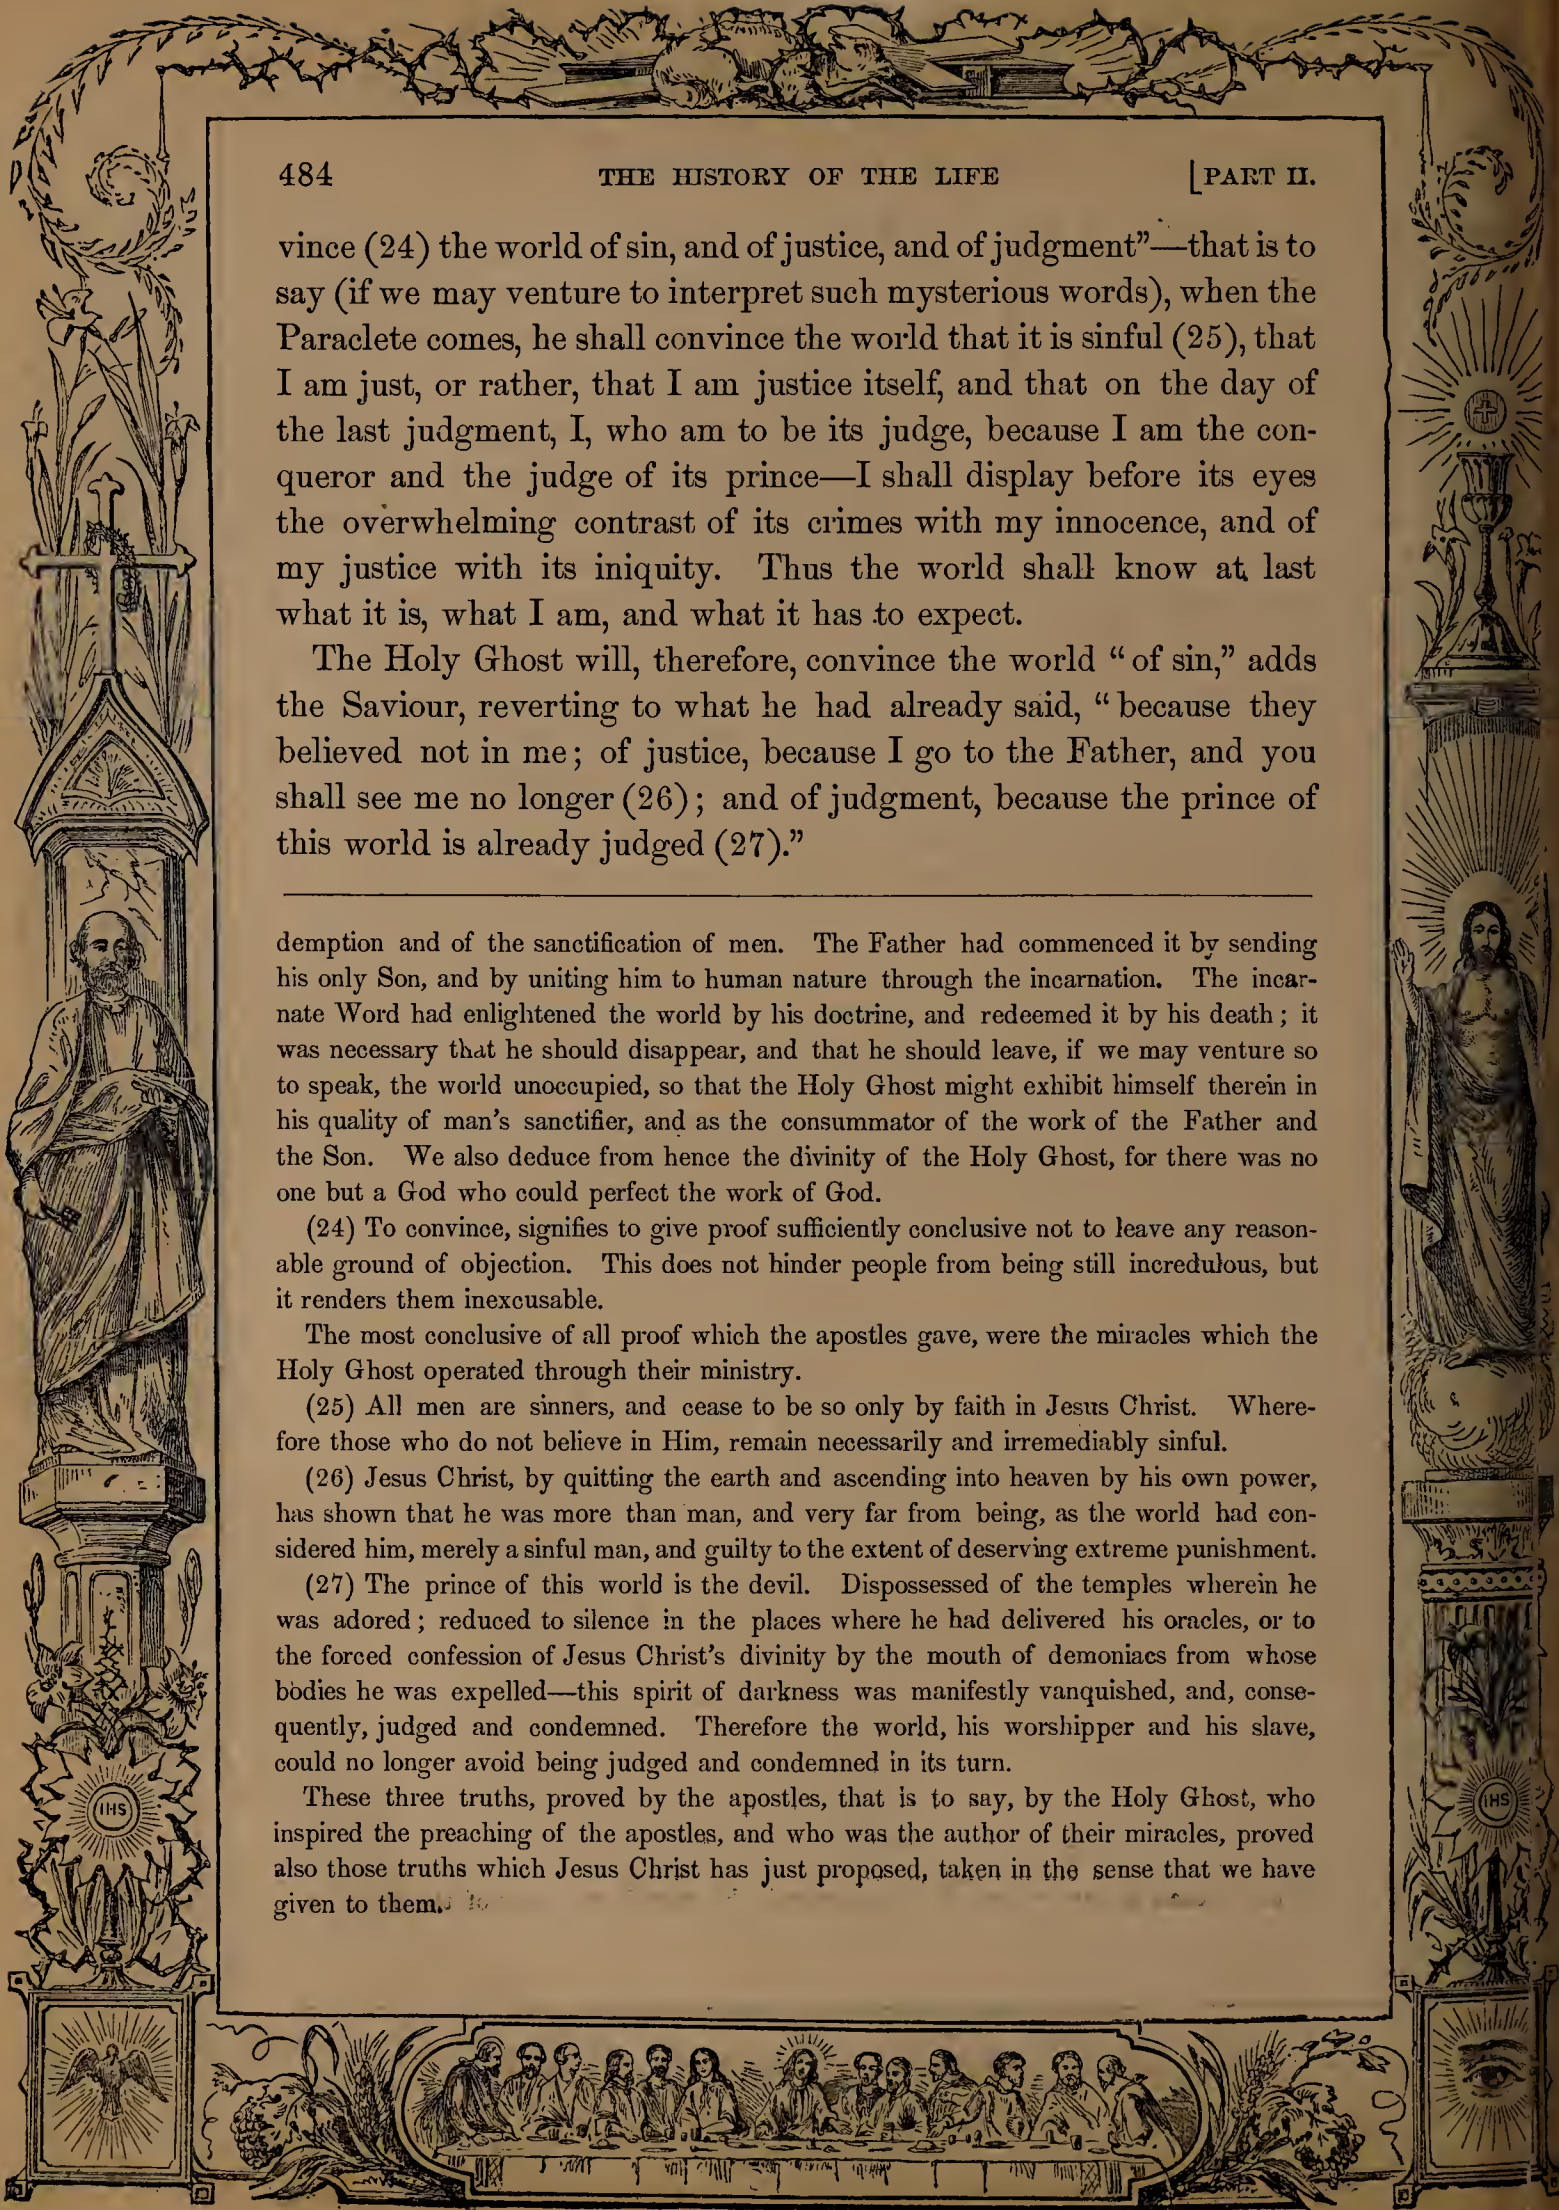 484 THE HISTORY OF THE LIFE [PART II.
vince (24) the world of sin, and of justice, and of judgment”—that is to
say (if we may venture to interpret such mysterious words), when the
Paraclete comes, he shall convince the world that it is sinful (25), that
I am just, or rather, that I am justice itself, and that on the day of
the last judgment, I, who am to be its judge, because I am the con-
queror and the judge of its prince—I shall display before its eyes
the overwhelming contrast of its crimes with my innocence, and of
my justice with its iniquity. Thus the world shall know at last
what it is, what I am, and what it has to expect.
The Holy Ghost will, therefore, convince the world “of sin,” adds
the Saviour, reverting to what he had already said, “because they
believed not in me; of justice, because I go to the Father, and you
shall see me no longer (26); and of judgment, because the prince of
this world is already judged (27).”
demption and of the sanctification of men. The Father had commenced it by sending
his only Son, and by uniting him to human nature through the incarnation. The incar-
nate Word had enlightened the world by his doctrine, and redeemed it by his death; it
was necessary that he should disappear, and that he should leave, if we may venture so
to speak, the world unoccupied, so that the Holy Ghost might exhibit himself therein in
his quality of man's sanctifier, and as the consummator of the work of the Father and
the Son. We also deduce from hence the divinity of the Holy Ghost, for there was no
one but a God who could perfect the work of God.
(24) To convince, signifies to give proof sufficiently conclusive not to leave any reason-
able ground of objection. This does not hinder people from being still incredulous, but
it renders them inexcusable.
The most conclusive of all proof which the apostles gave, were the miracles which the
Holy Ghost operated through their ministry.
(25) All men are sinners, and cease to be so only by faith in Jesus Christ. Where-
fore those who do not believe in Him, remain necessarily and irremediably sinful.
(26) Jesus Christ, by quitting the earth and ascending into heaven by his own power,
has shown that he was more than man, and very far from being, as the world had con-
sidered him, merely a sinful man, and guilty to the extent of deserving extreme punishment.
(27) The prince of this world is the devil. Dispossessed of the temples wherein he
was adored; reduced to silence in the places where he had delivered his oracles, or to
the forced confession of Jesus Christ's divinity by the mouth of demoniacs from whose
bodies he was expelled—this spirit of darkness was manifestly vanquished, and, conse-
quently, judged and condemned. Therefore the world, his worshipper and his slave,
could no longer avoid being judged and condemned in its turn.
These three truths, proved by the apostles, that is to say, by the Holy Ghost, who
inspired the preaching of the apostles, and who was the author of their miracles, proved
also those truths which Jesus Christ has just proposed, taken in the sense that we have
given to them.
IHS
IHS